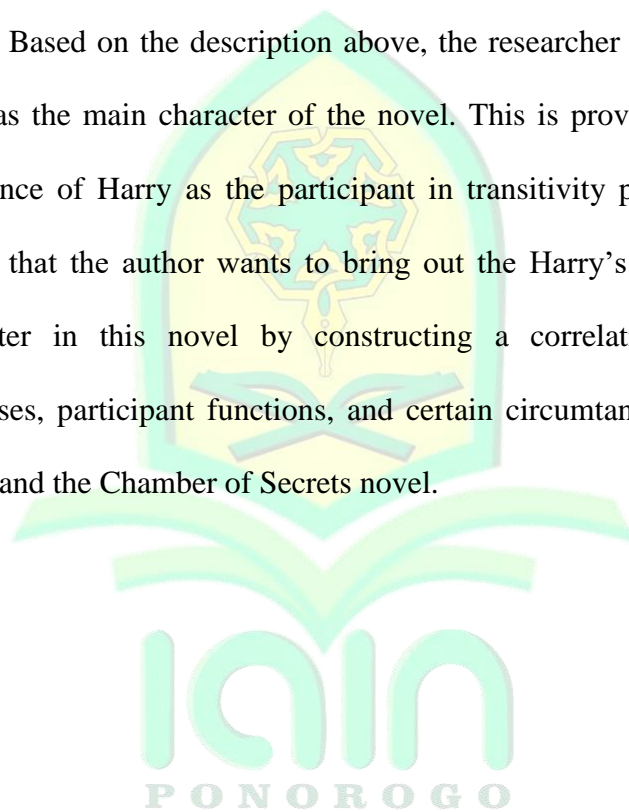 Based on the description above, the researcher
as the main character of the novel. This is prov
nce of Harry as the participant in transitivity p
that the author wants to bring out the Harry's
ter in this novel by constructing a correlat
ses, participant functions, and certain circumtan
and the Chamber of Secrets novel.
iain
PONOROGO